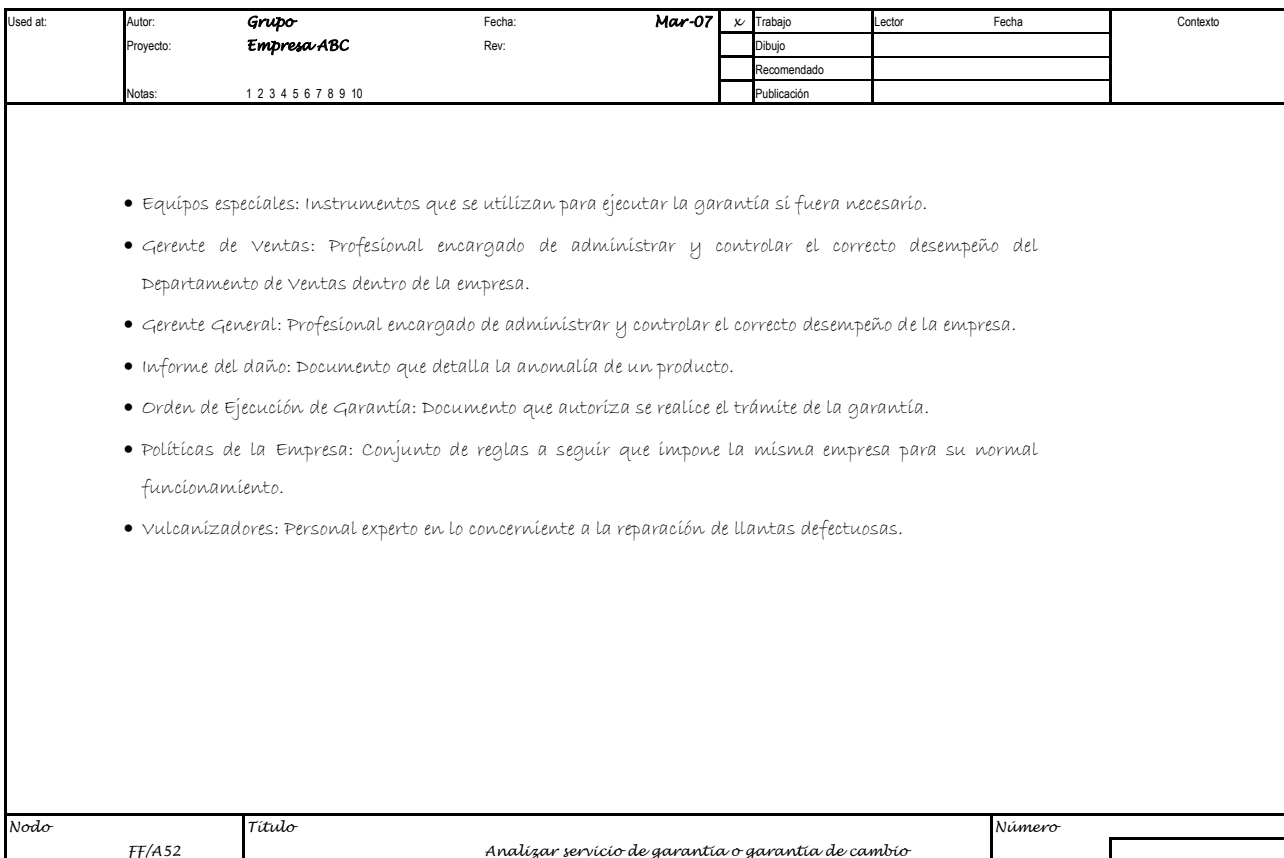 Used at: Autor: Grupo Fecha: Mar-07 x Trabajo Lector Fecha Contexto
Proyecto: Empresa ABC Rev: Dibujo
Recomendado
Notas: 1 2 3 4 5 6 7 8 9 10 Publicación
• Equipos especiales: Instrumentos que se utilizan para ejecutar la garantía si fuera necesario.
• Gerente de Ventas: Profesional encargado de administrar y controlar el correcto desempeño del
Departamento de Ventas dentro de la empresa.
• Gerente General: Profesional encargado de administrar y controlar el correcto desempeño de la empresa.
• Informe del daño: Documento que detalla la anomalía de un producto.
• Orden de Ejecución de Garantía: Documento que autoriza se realice el trámite de la garantía.
• Políticas de la Empresa: Conjunto de reglas a seguir que impone la misma empresa para su normal
funcionamiento.
• Vulcanizadores: Personal experto en lo concerniente a la reparación de llantas defectuosas.
Nodo Título Número
FF/A52 Analizar servicio de garantía o garantía de cambio